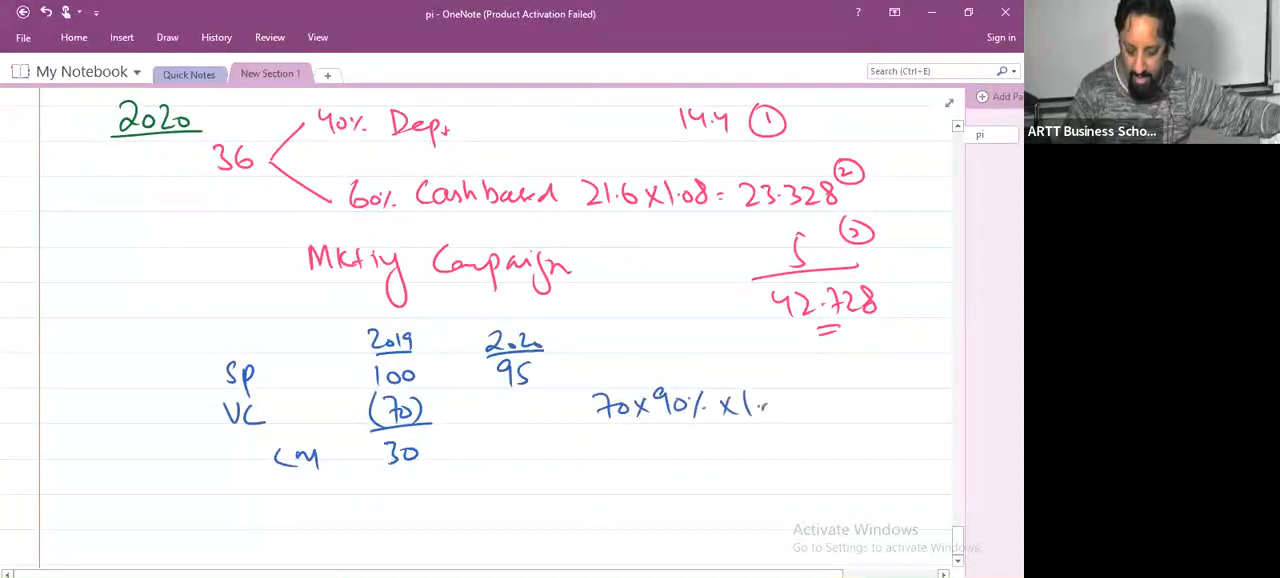 pi - OneNote (Product Activation Failed)
?
File Home Insert Draw History Review View
Sign in
My Notebook
Quick Notes
New Section 1
+
Search (Ctrl+E)
Add Pa
pi
ARTT Business Scho...
2020
40% Dep. 14.4 ①
36
60% Cash based 21.6 x 1.08 = 23.328 ②
5 ③
Mktiy Campaign
42.728
2019 2020
SP 100 95
VC (70) 70 x 90% x 1.
CM 30
Activate Windows
Go to Settings to activate Windows.